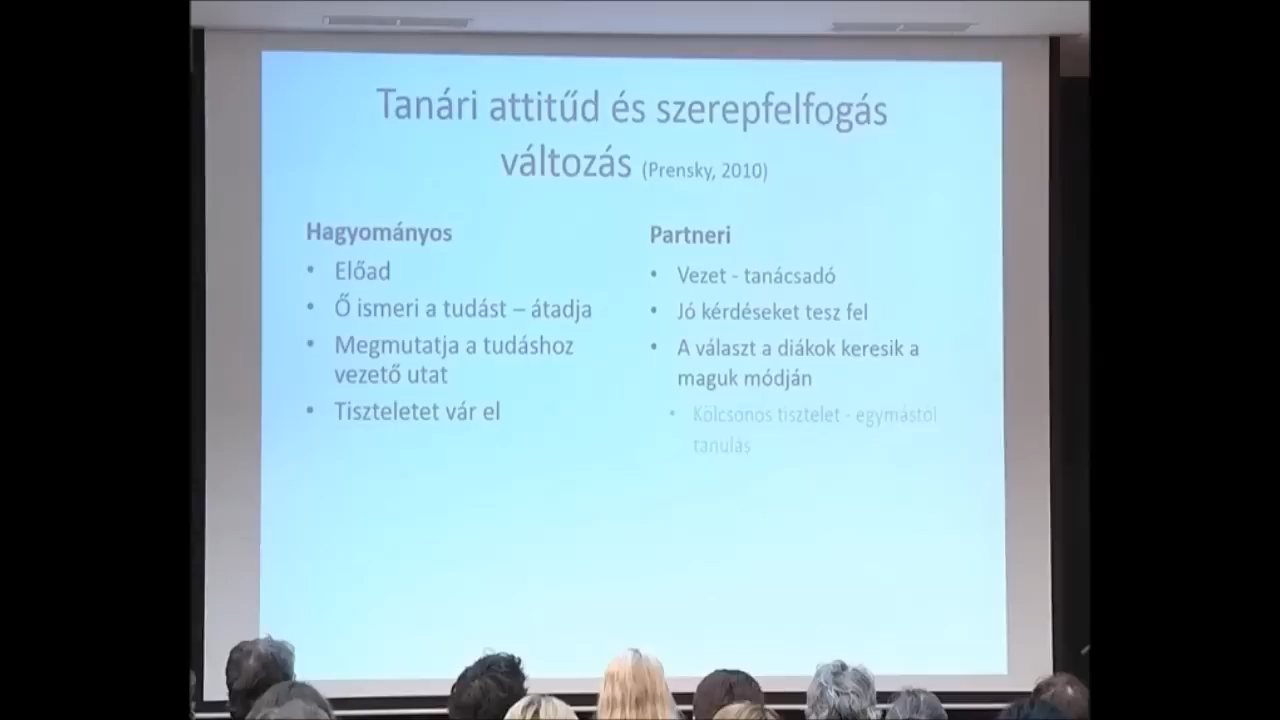 Tanári attitűd és szerepfelfogás
változás (Prensky, 2010)
Hagyományos
• Előad
• Ő ismeri a tudást – átadja
• Megmutatja a tudáshoz
vezető utat
• Tiszteletet vár el
Partneri
• Vezet - tanácsadó
• Jó kérdéseket tesz fel
• A választ a diákok keresik a
maguk módján
• Kölcsönös tisztelet - egymástól
tanulás